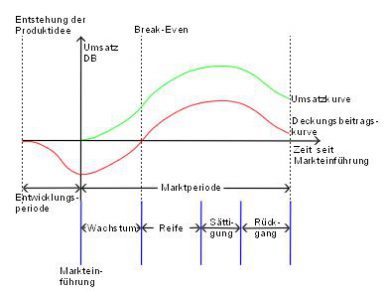 Entstehung der
Produktidee
Break-Even
Umsatz
DB
Umsatzkurve
Deckungsbeitrags-
kurve
Zeit seit
Markteinführung
Entwicklungs-
periode
Marktperiode
Wachstum
Reife
Sätti-
gung
Rück-
gang
Marktein-
führung